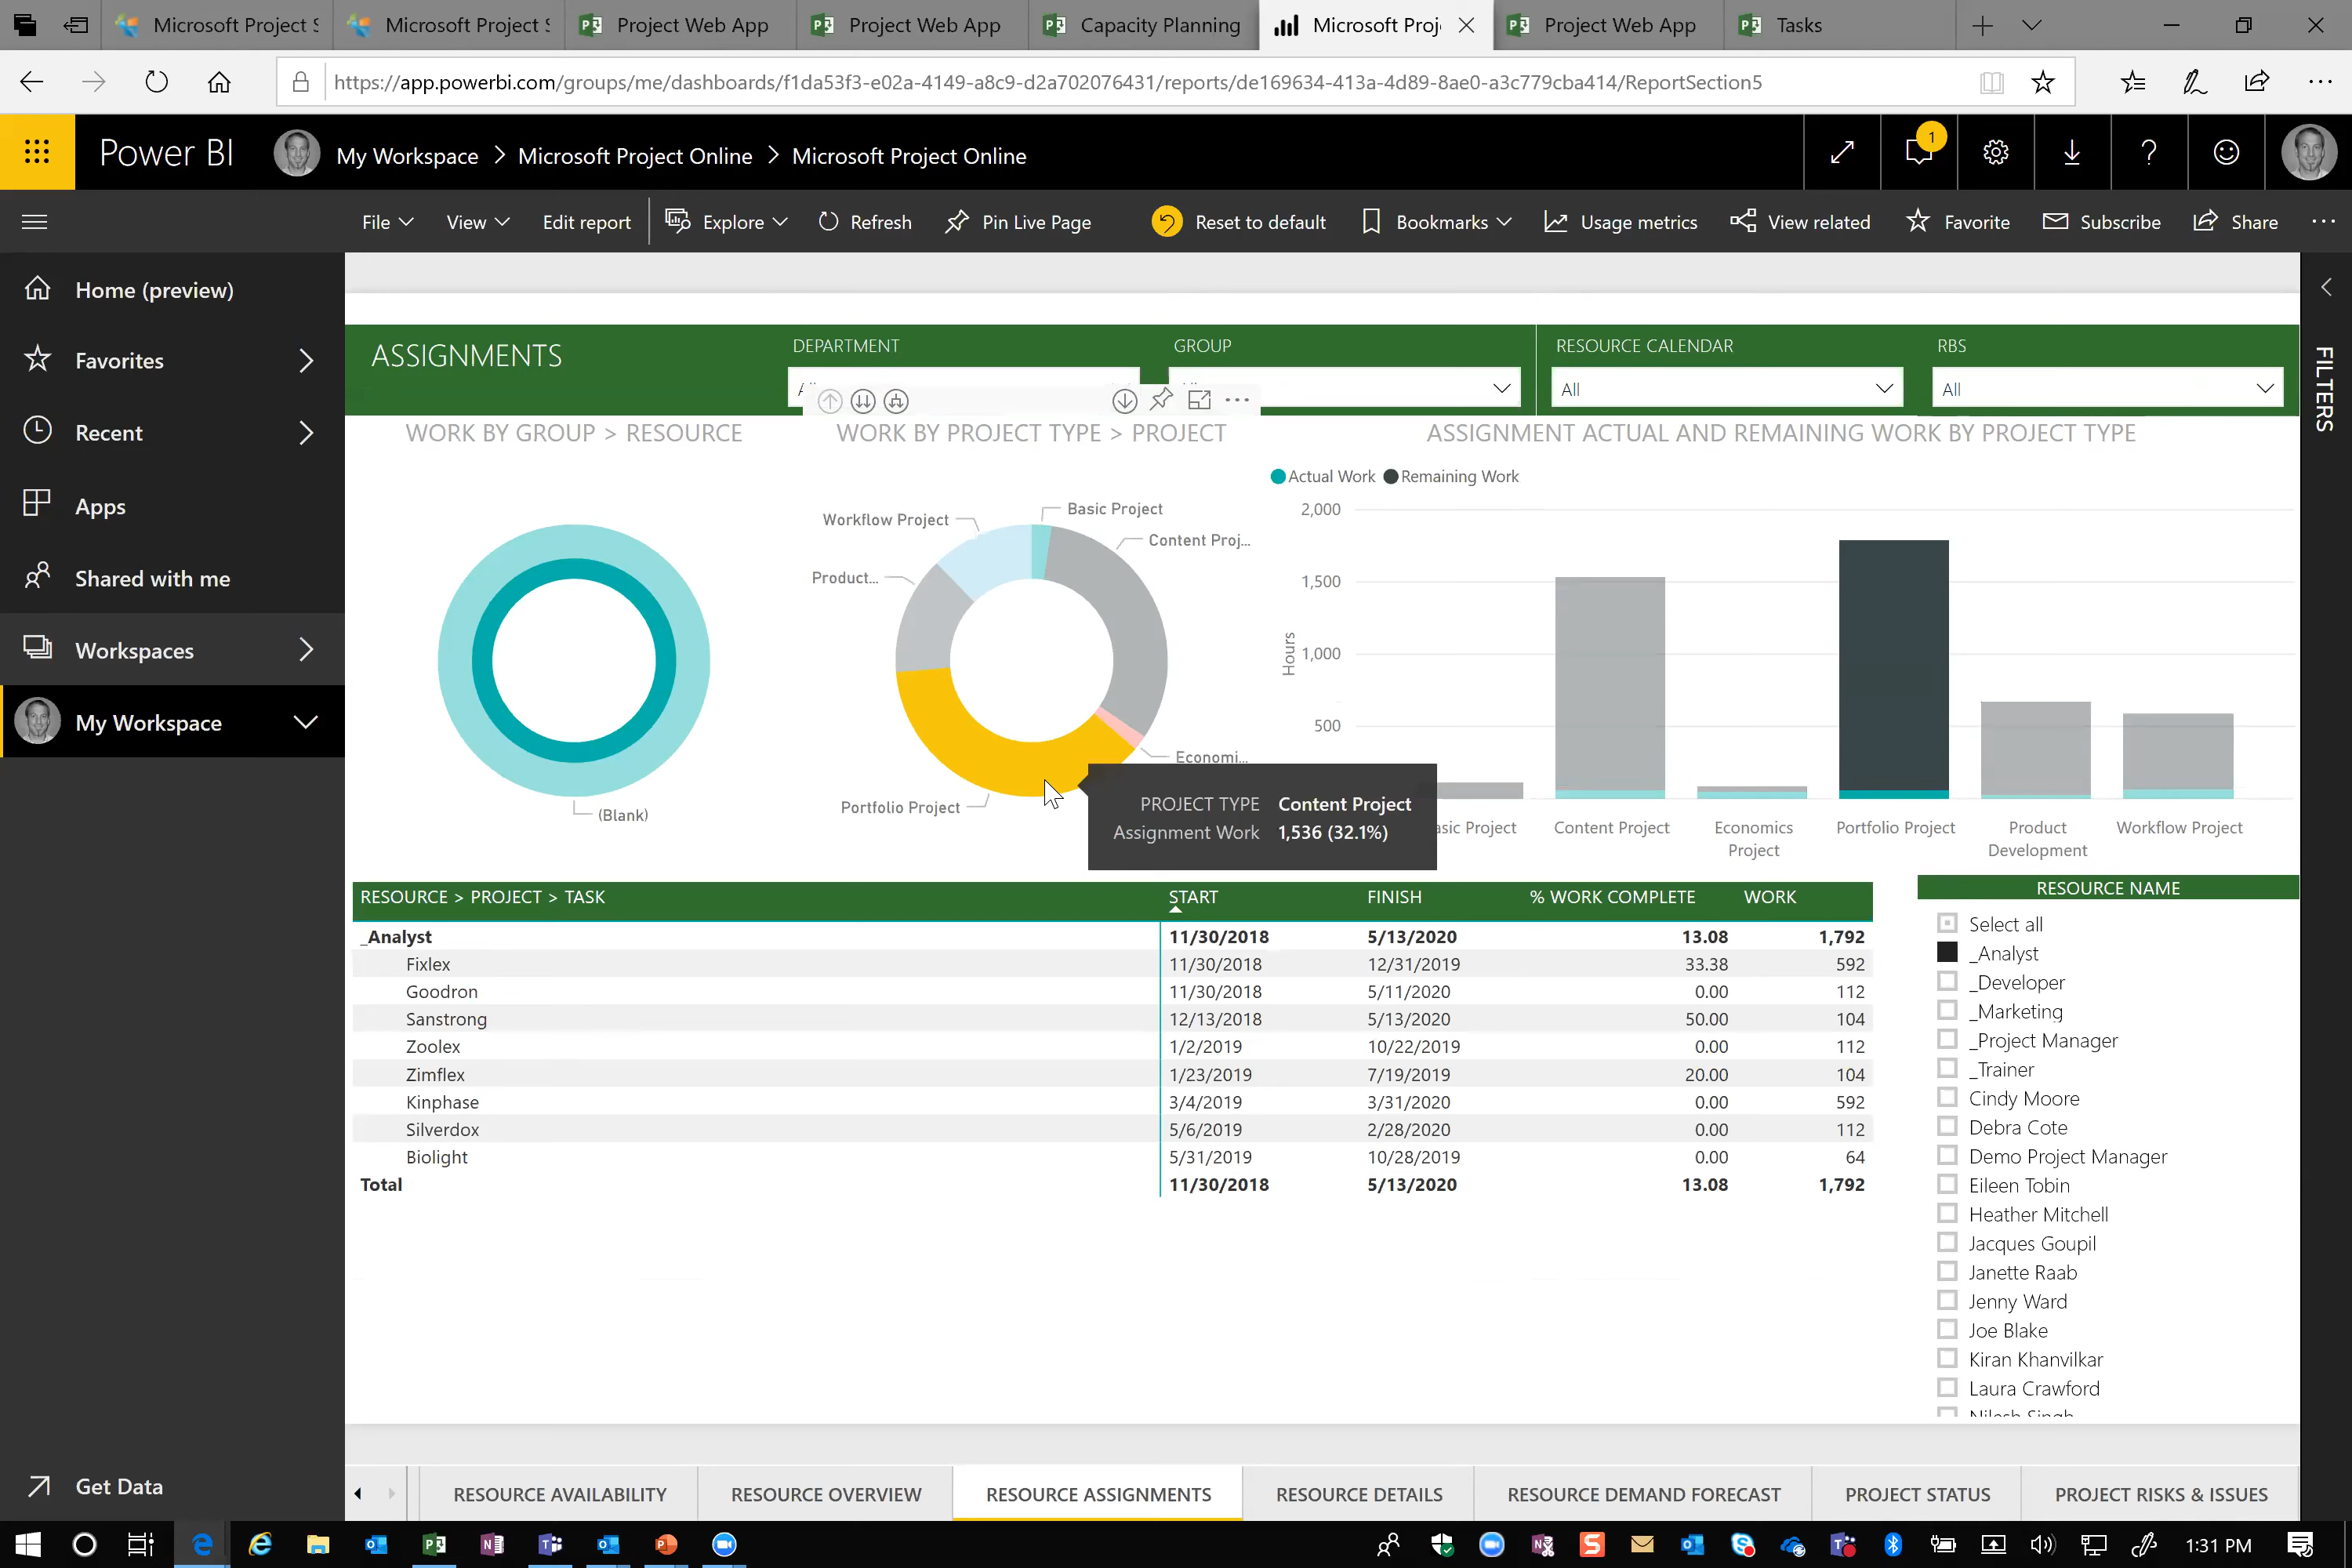 Microsoft Project S
Microsoft Project S
Project Web App
Project Web App
Capacity Planning
Microsoft Proj
Project Web App
Tasks
https://app.powerbi.com/groups/me/dashboards/f1da53f3-e02a-4149-a8c9-d2a702076431/reports/de169634-413a-4d89-8ae0-a3c779cba414/ReportSection5
Power BI
My Workspace > Microsoft Project Online > Microsoft Project Online
1
File View Edit report Explore Refresh Pin Live Page Reset to default Bookmarks Usage metrics View related Favorite Subscribe Share
Home (preview)
Favorites
Recent
Apps
Shared with me
Workspaces
My Workspace
Get Data
FILTERS
ASSIGNMENTS
DEPARTMENT
GROUP
RESOURCE CALENDAR
All
RBS
All
WORK BY GROUP > RESOURCE
(Blank)
WORK BY PROJECT TYPE > PROJECT
Basic Project
Workflow Project
Content Proj...
Product...
Economi...
Portfolio Project
PROJECT TYPE Content Project
Assignment Work 1,536 (32.1%)
ASSIGNMENT ACTUAL AND REMAINING WORK BY PROJECT TYPE
Actual Work Remaining Work
2,000
1,500
1,000
500
Hours
asic Project
Content Project
Economics
Project
Portfolio Project
Product
Development
Workflow Project
RESOURCE > PROJECT > TASK START FINISH % WORK COMPLETE WORK
_Analyst 11/30/2018 5/13/2020 13.08 1,792
Fixlex 11/30/2018 12/31/2019 33.38 592
Goodron 11/30/2018 5/11/2020 0.00 112
Sanstrong 12/13/2018 5/13/2020 50.00 104
Zoolex 1/2/2019 10/22/2019 0.00 112
Zimflex 1/23/2019 7/19/2019 20.00 104
Kinphase 3/4/2019 3/31/2020 0.00 592
Silverdox 5/6/2019 2/28/2020 0.00 112
Biolight 5/31/2019 10/28/2019 0.00 64
Total 11/30/2018 5/13/2020 13.08 1,792
RESOURCE NAME
Select all
_Analyst
_Developer
_Marketing
_Project Manager
_Trainer
Cindy Moore
Debra Cote
Demo Project Manager
Eileen Tobin
Heather Mitchell
Jacques Goupil
Janette Raab
Jenny Ward
Joe Blake
Kiran Khanvilkar
Laura Crawford
Nilesh Singh
RESOURCE AVAILABILITY
RESOURCE OVERVIEW
RESOURCE ASSIGNMENTS
RESOURCE DETAILS
RESOURCE DEMAND FORECAST
PROJECT STATUS
PROJECT RISKS & ISSUES
1:31 PM